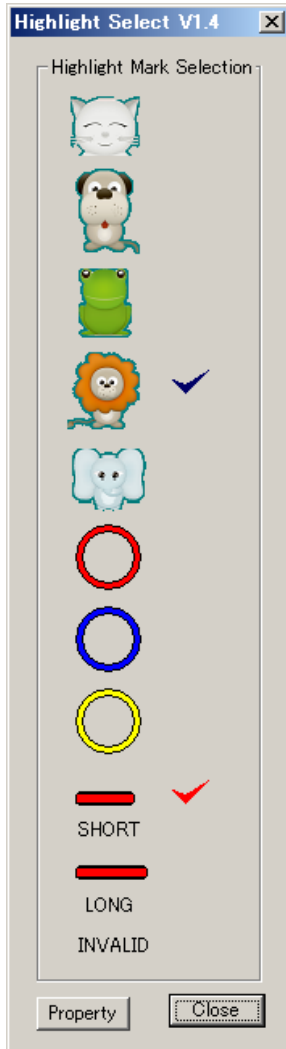 Highlight Select V1.4
Highlight Mark Selection
SHORT
LONG
INVALID
Property
Close